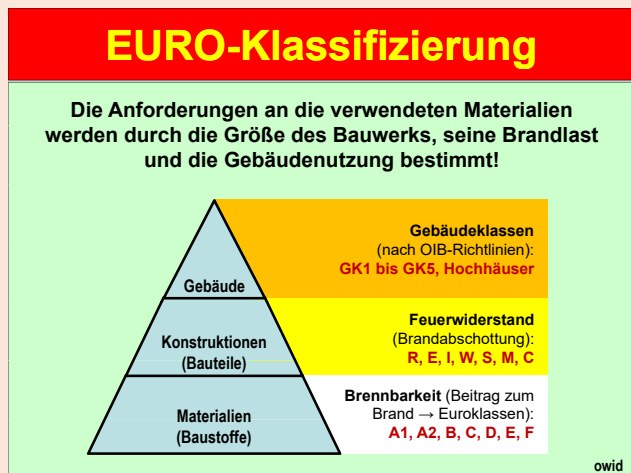 EURO-Klassifizierung
Die Anforderungen an die verwendeten Materialien
werden durch die Größe des Bauwerks, seine Brandlast
und die Gebäudenutzung bestimmt!
Gebäude
Gebäudeklassen
(nach OIB-Richtlinien):
GK1 bis GK5, Hochhäuser
Konstruktionen
(Bauteile)
Feuerwiderstand
(Brandabschottung):
R, E, I, W, S, M, C
Materialien
(Baustoffe)
Brennbarkeit (Beitrag zum
Brand → Euroklassen):
A1, A2, B, C, D, E, F
owid